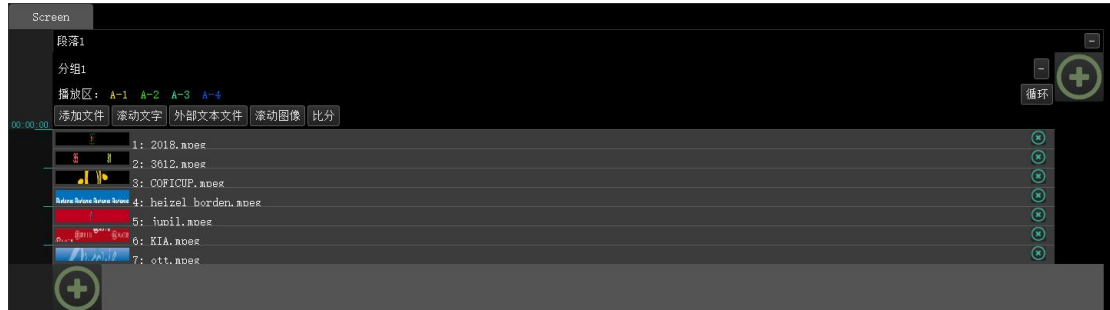 Screen
段落1
分组1
播放区: A-1 A-2 A-3 A-4 循环
添加文件 滚动文字 外部文本文件 滚动图像 比分
00:00:00
1: 2018.mpeg
2: 3612.mpeg
3: COFICUP.mpeg
4: heizel borden.mpeg
5: jupil.mpeg
6: KIA.mpeg
7: ott.mpeg